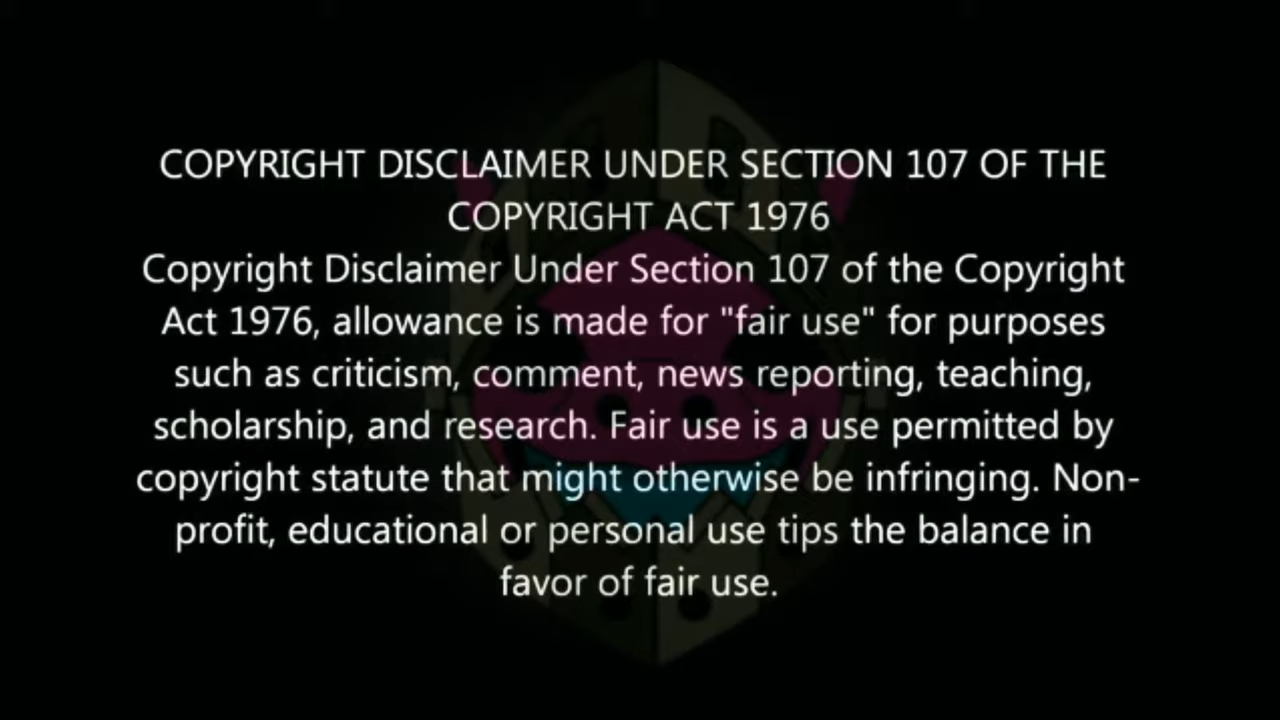 COPYRIGHT DISCLAIMER UNDER SECTION 107 OF THE
COPYRIGHT ACT 1976
Copyright Disclaimer Under Section 107 of the Copyright
Act 1976, allowance is made for "fair use" for purposes
such as criticism, comment, news reporting, teaching,
scholarship, and research. Fair use is a use permitted by
copyright statute that might otherwise be infringing. Non-
profit, educational or personal use tips the balance in
favor of fair use.